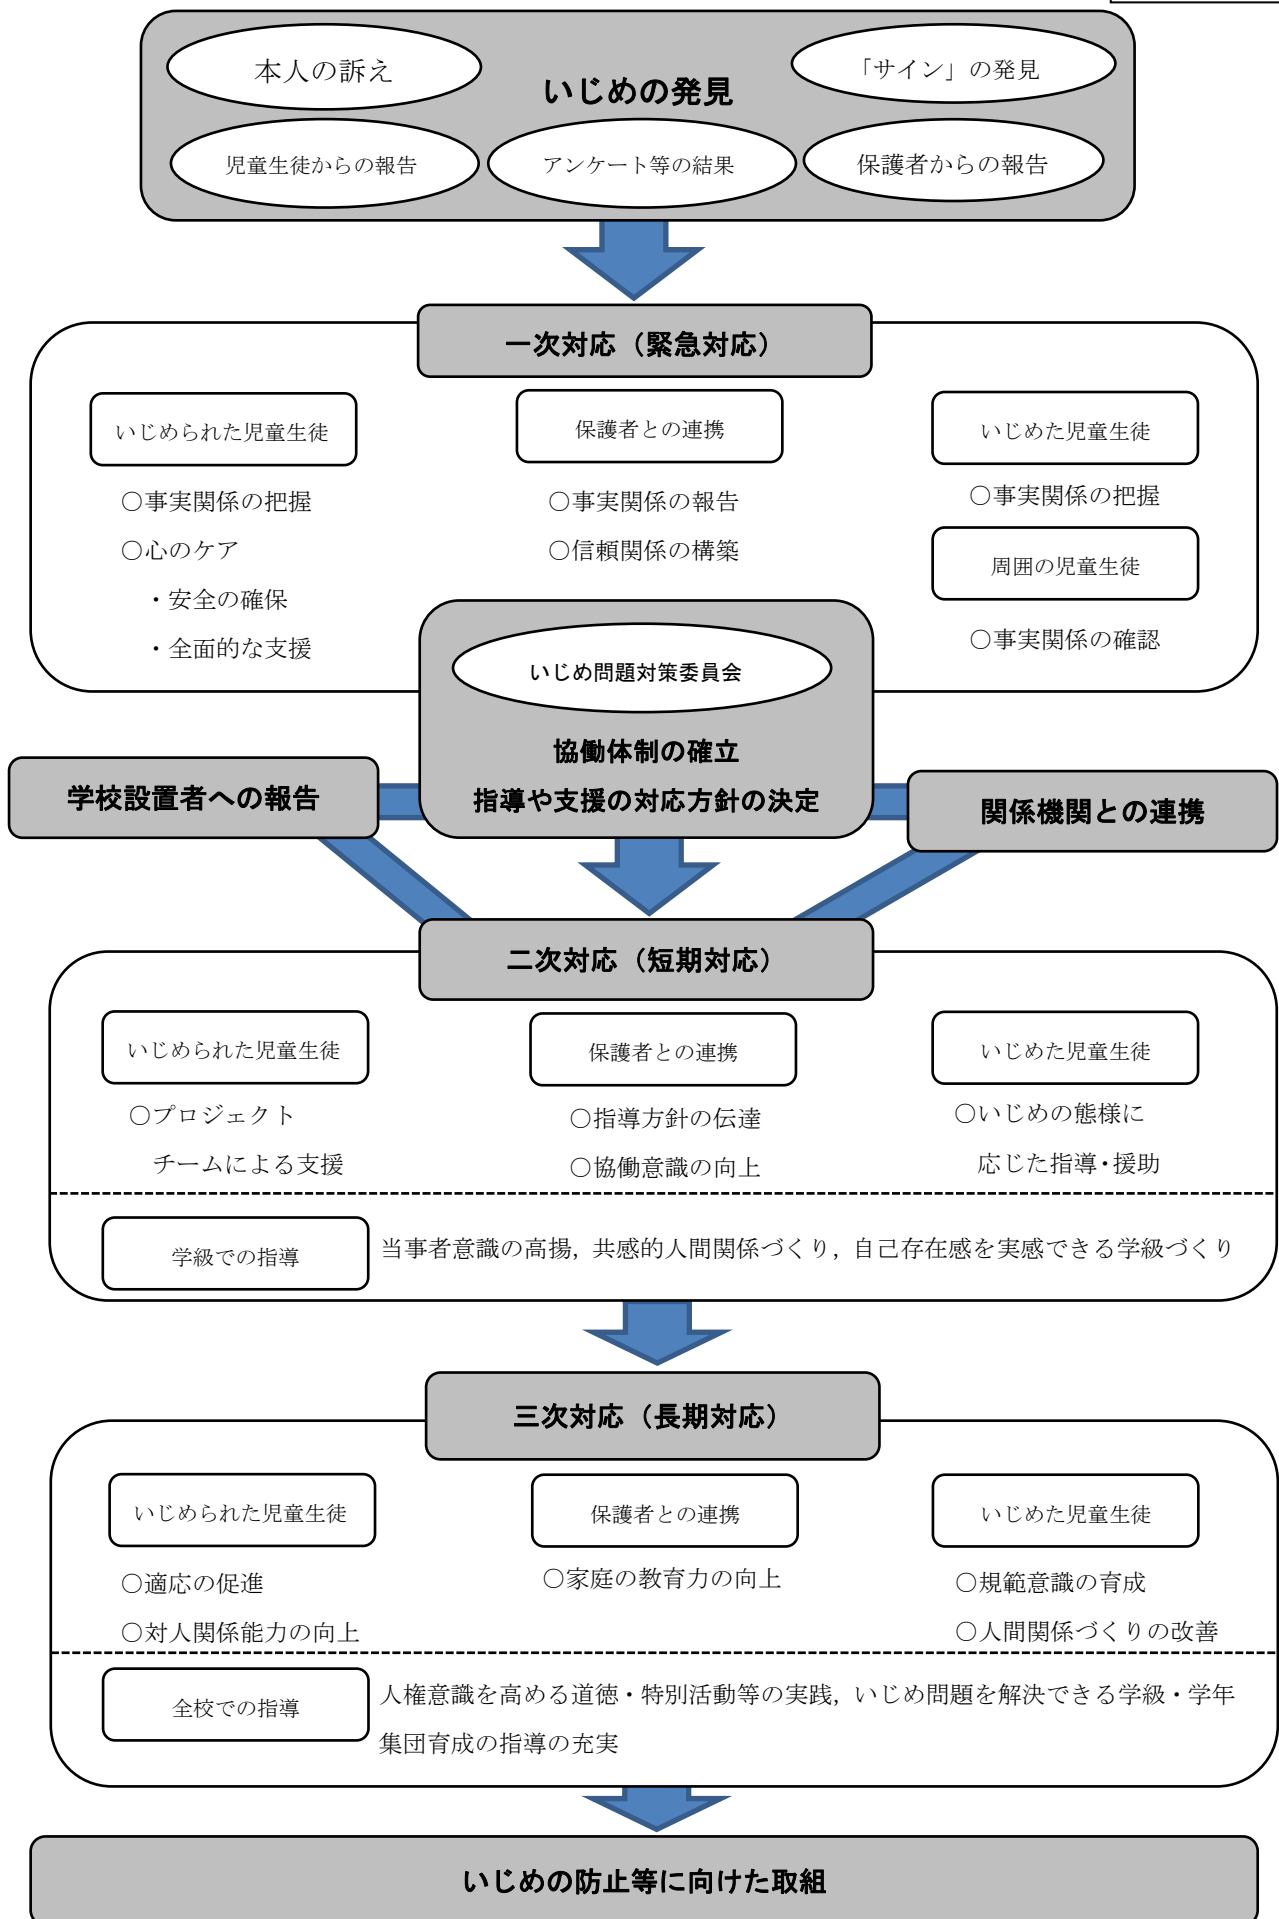 本人の訴え
「サイン」の発見
いじめの発見
児童生徒からの報告
アンケート等の結果
保護者からの報告
一次対応（緊急対応）
いじめられた児童生徒
○事実関係の把握
○心のケア
・安全の確保
・全面的な支援
保護者との連携
○事実関係の報告
○信頼関係の構築
いじめた児童生徒
○事実関係の把握
周囲の児童生徒
○事実関係の確認
いじめ問題対策委員会
協働体制の確立
指導や支援の対応方針の決定
学校設置者への報告
関係機関との連携
二次対応（短期対応）
いじめられた児童生徒
○プロジェクト
チームによる支援
保護者との連携
○指導方針の伝達
○協働意識の向上
いじめた児童生徒
○いじめの態様に
応じた指導・援助
学級での指導
当事者意識の高揚，共感的人間関係づくり，自己存在感を実感できる学級づくり
三次対応（長期対応）
いじめられた児童生徒
○適応の促進
○対人関係能力の向上
保護者との連携
○家庭の教育力の向上
いじめた児童生徒
○規範意識の育成
○人間関係づくりの改善
全校での指導
人権意識を高める道徳・特別活動等の実践，いじめ問題を解決できる学級・学年
集団育成の指導の充実
いじめの防止等に向けた取組